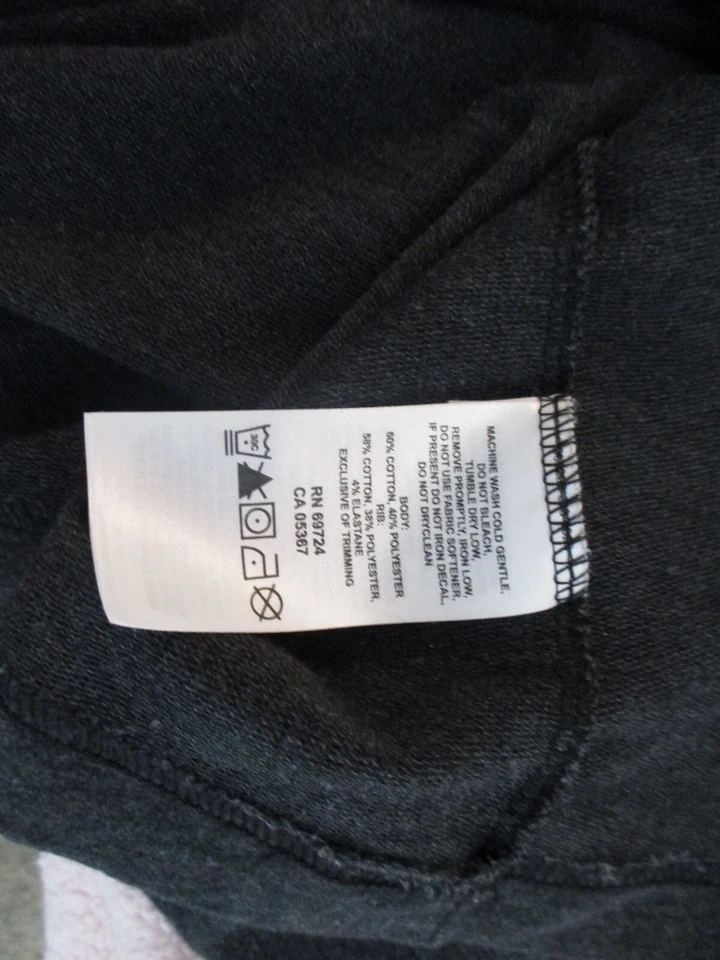 MACHINE WASH COLD GENTLE,
DO NOT BLEACH,
TUMBLE DRY LOW,
REMOVE PROMPTLY, IRON LOW,
DO NOT USE FABRIC SOFTENER.
IF PRESENT DO NOT IRON DECAL,
DO NOT DRYCLEAN
BODY:
60% COTTON, 40% POLYESTER
RIB:
58% COTTON, 38% POLYESTER,
4% ELASTANE
EXCLUSIVE OF TRIMMING
RN 69724
CA 05367
30C